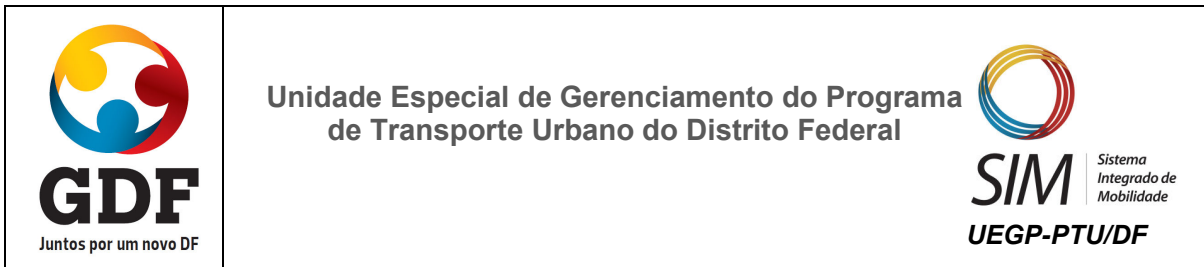 GDF
Juntos por um novo DF
Unidade Especial de Gerenciamento do Programa
de Transporte Urbano do Distrito Federal
SIM
Sistema
Integrado de
Mobilidade
UEGP-PTU/DF